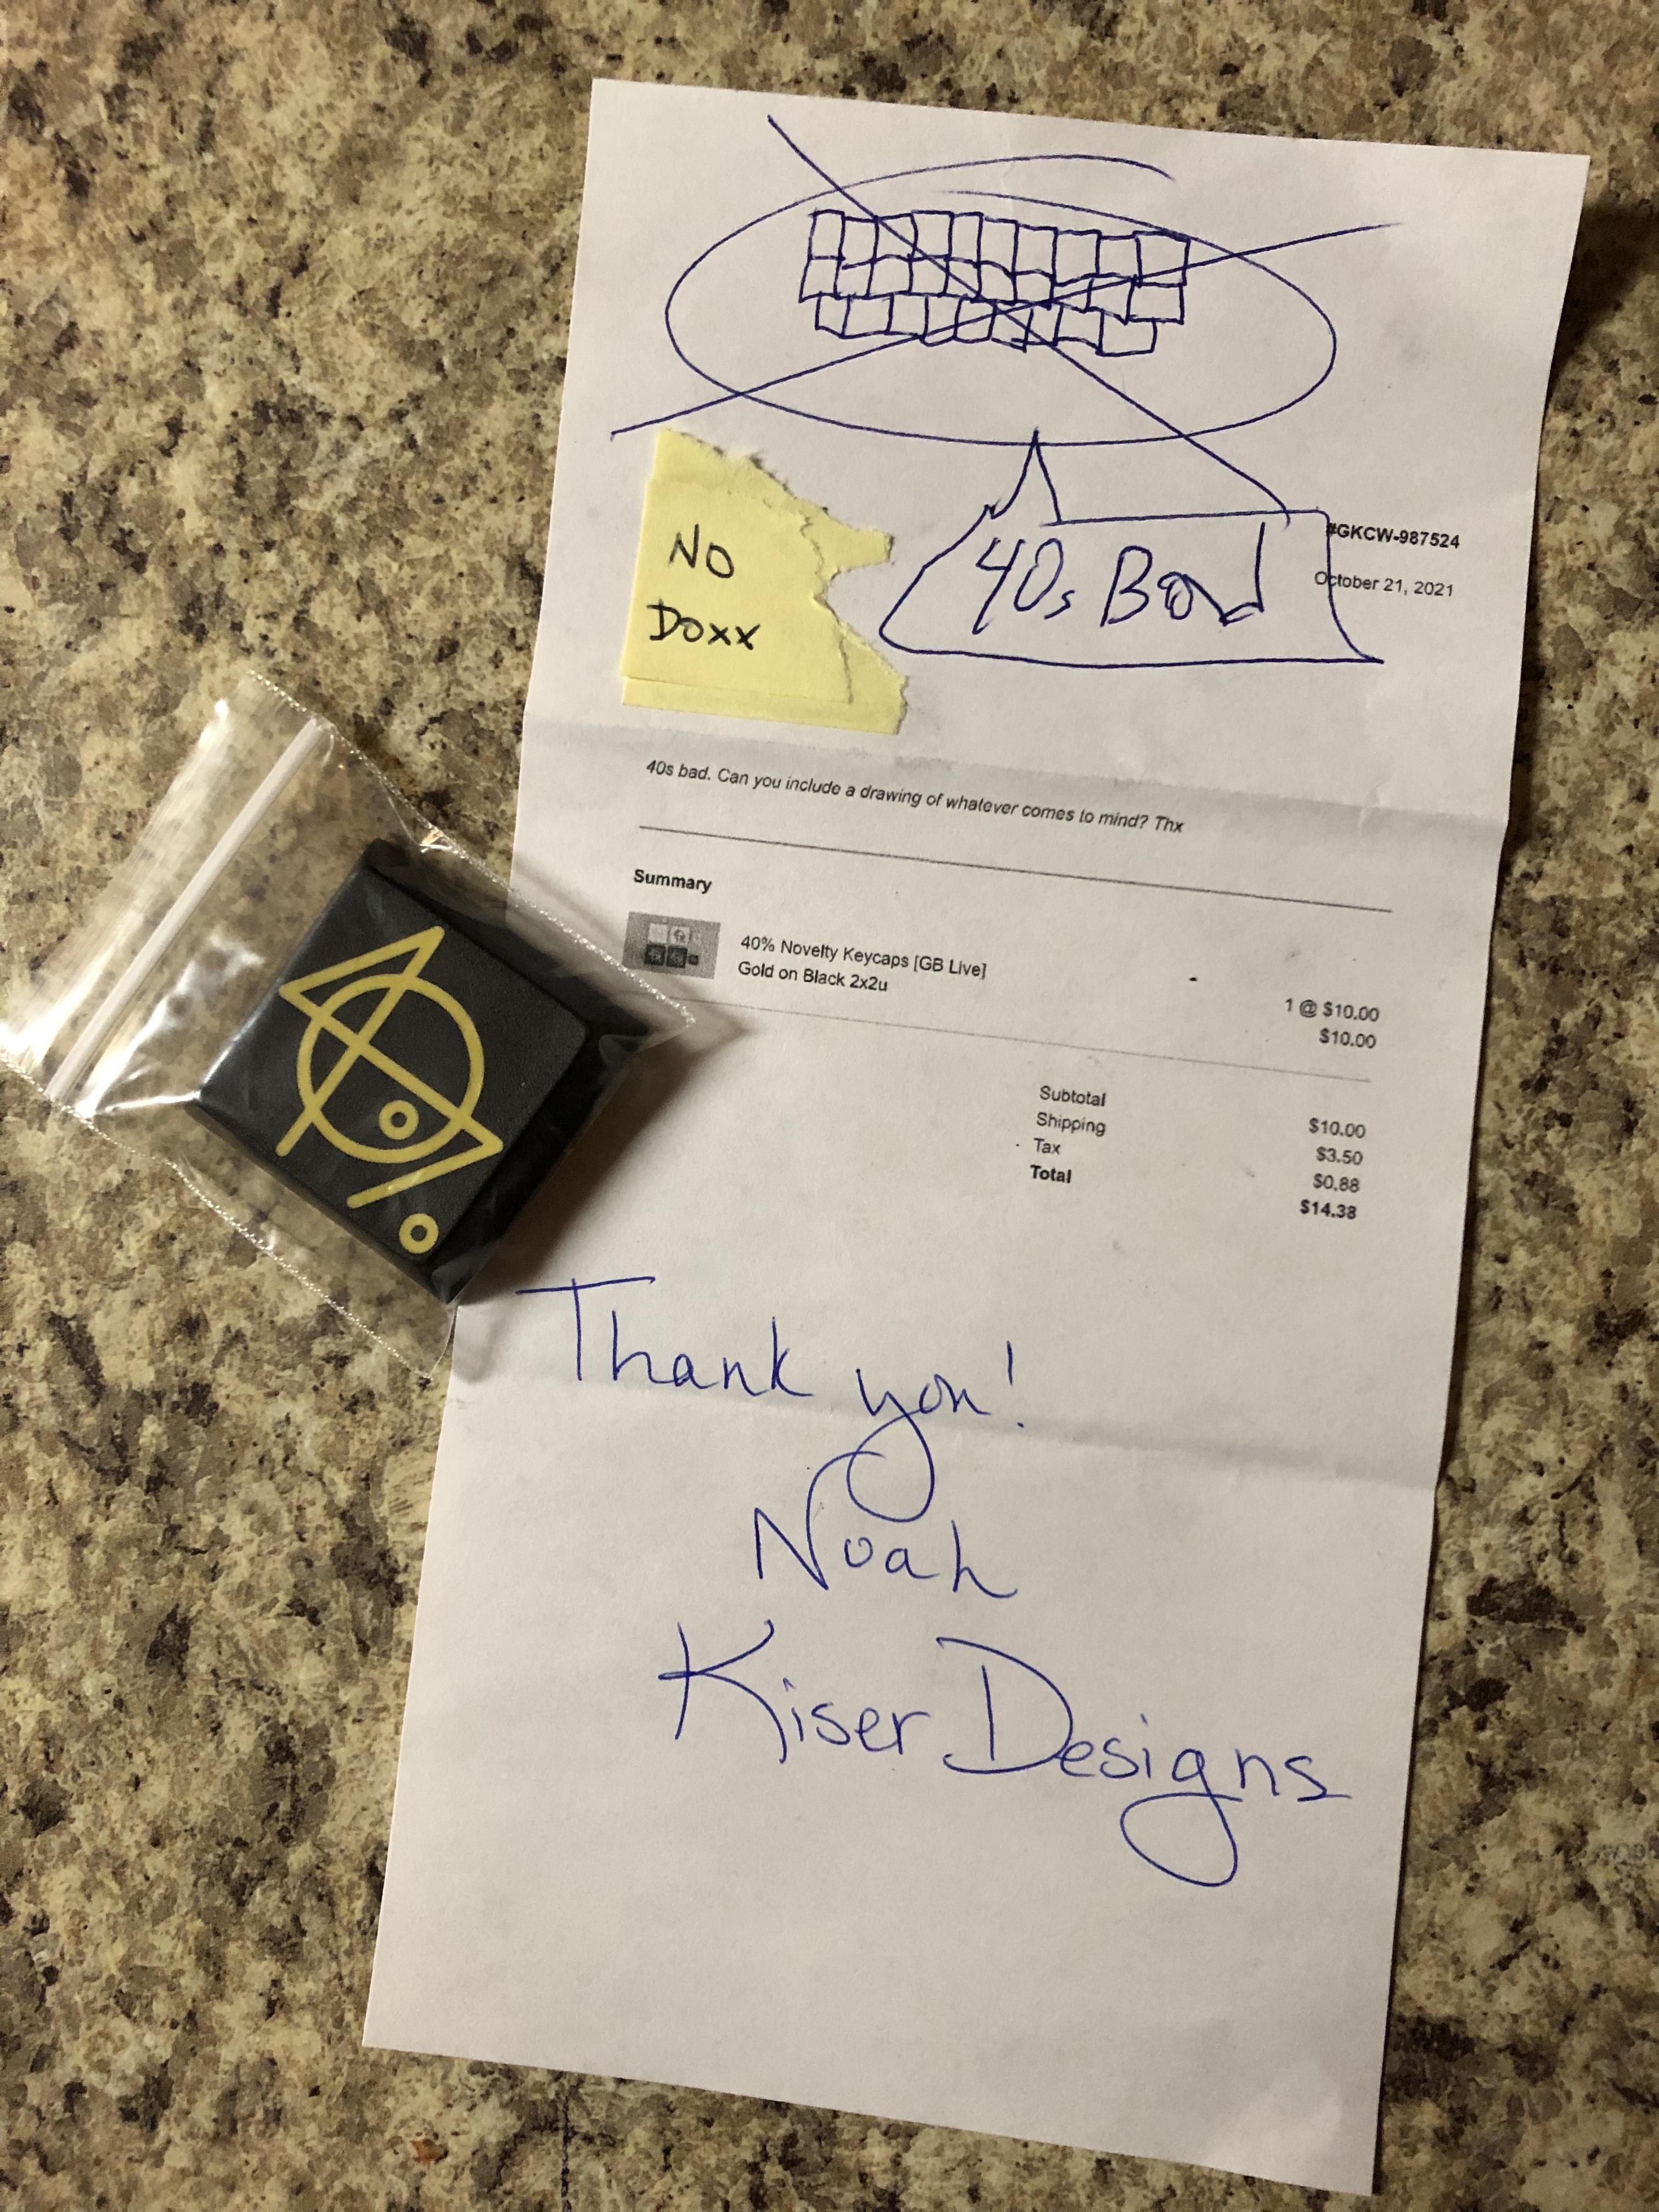 40s Bad
#GKCW-987524
October 21, 2021
NO
DOXX
40s bad. Can you include a drawing of whatever comes to mind? Thx
Summary
40% Novelty Keycaps [GB Live]
Gold on Black 2x2u
1 @ $10.00
$10.00
Subtotal $10.00
Shipping $3.50
Tax $0.88
Total $14.38
Thank you!
Noah
Kiser Designs